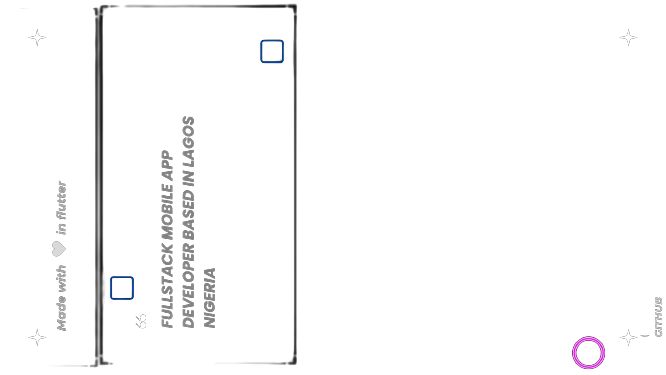 Made with in flutter
“
FULLSTACK MOBILE APP
DEVELOPER BASED IN LAGOS
NIGERIA
GITHUB